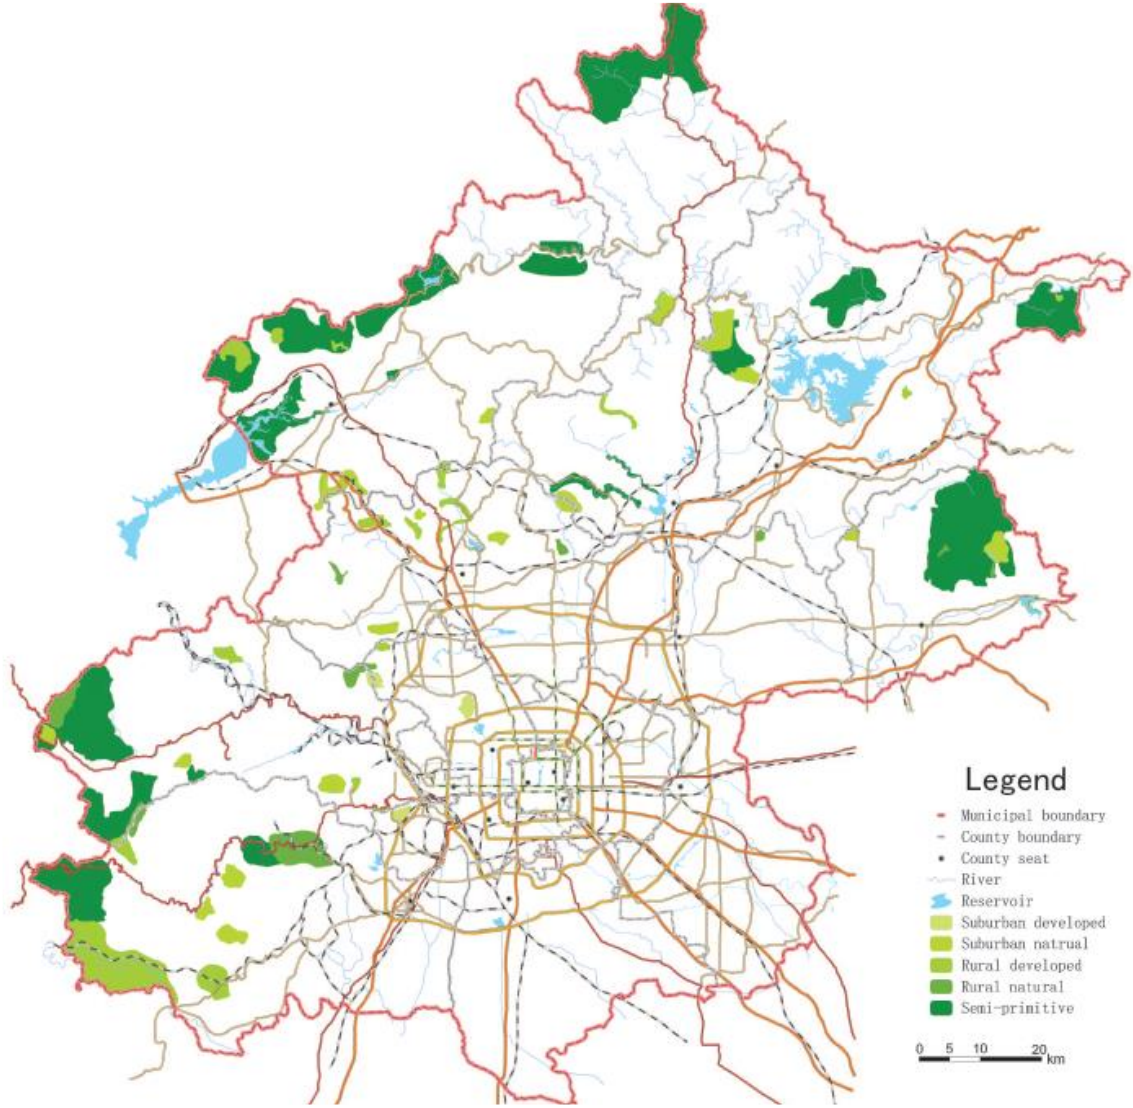 Legend
Municipal boundary
County boundary
County seat
River
Reservoir
Suburban developed
Suburban natrual
Rural developed
Rural natural
Semi-primitive
0 5 10 20 km